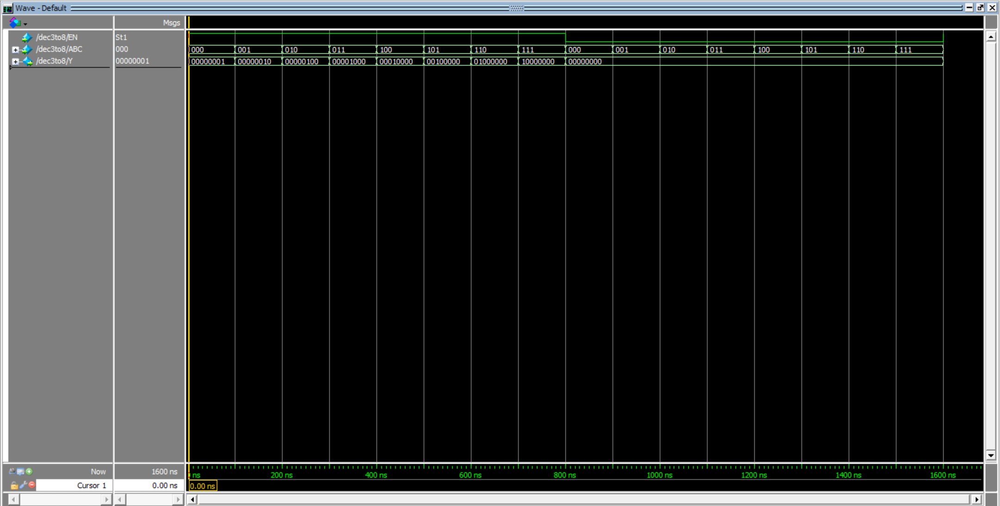 Wave - Default
Msgs
/dec3to8/EN St1
/dec3to8/ABC 000 000 001 010 011 100 101 110 111 000 001 010 011 100 101 110 111
/dec3to8/Y 00000001 00000001 00000010 00000100 00001000 00010000 00100000 01000000 10000000 00000000
Now 1600 ns ns 200 ns 400 ns 600 ns 800 ns 1000 ns 1200 ns 1400 ns 1600 ns
Cursor 1 0.00 ns 0.00 ns